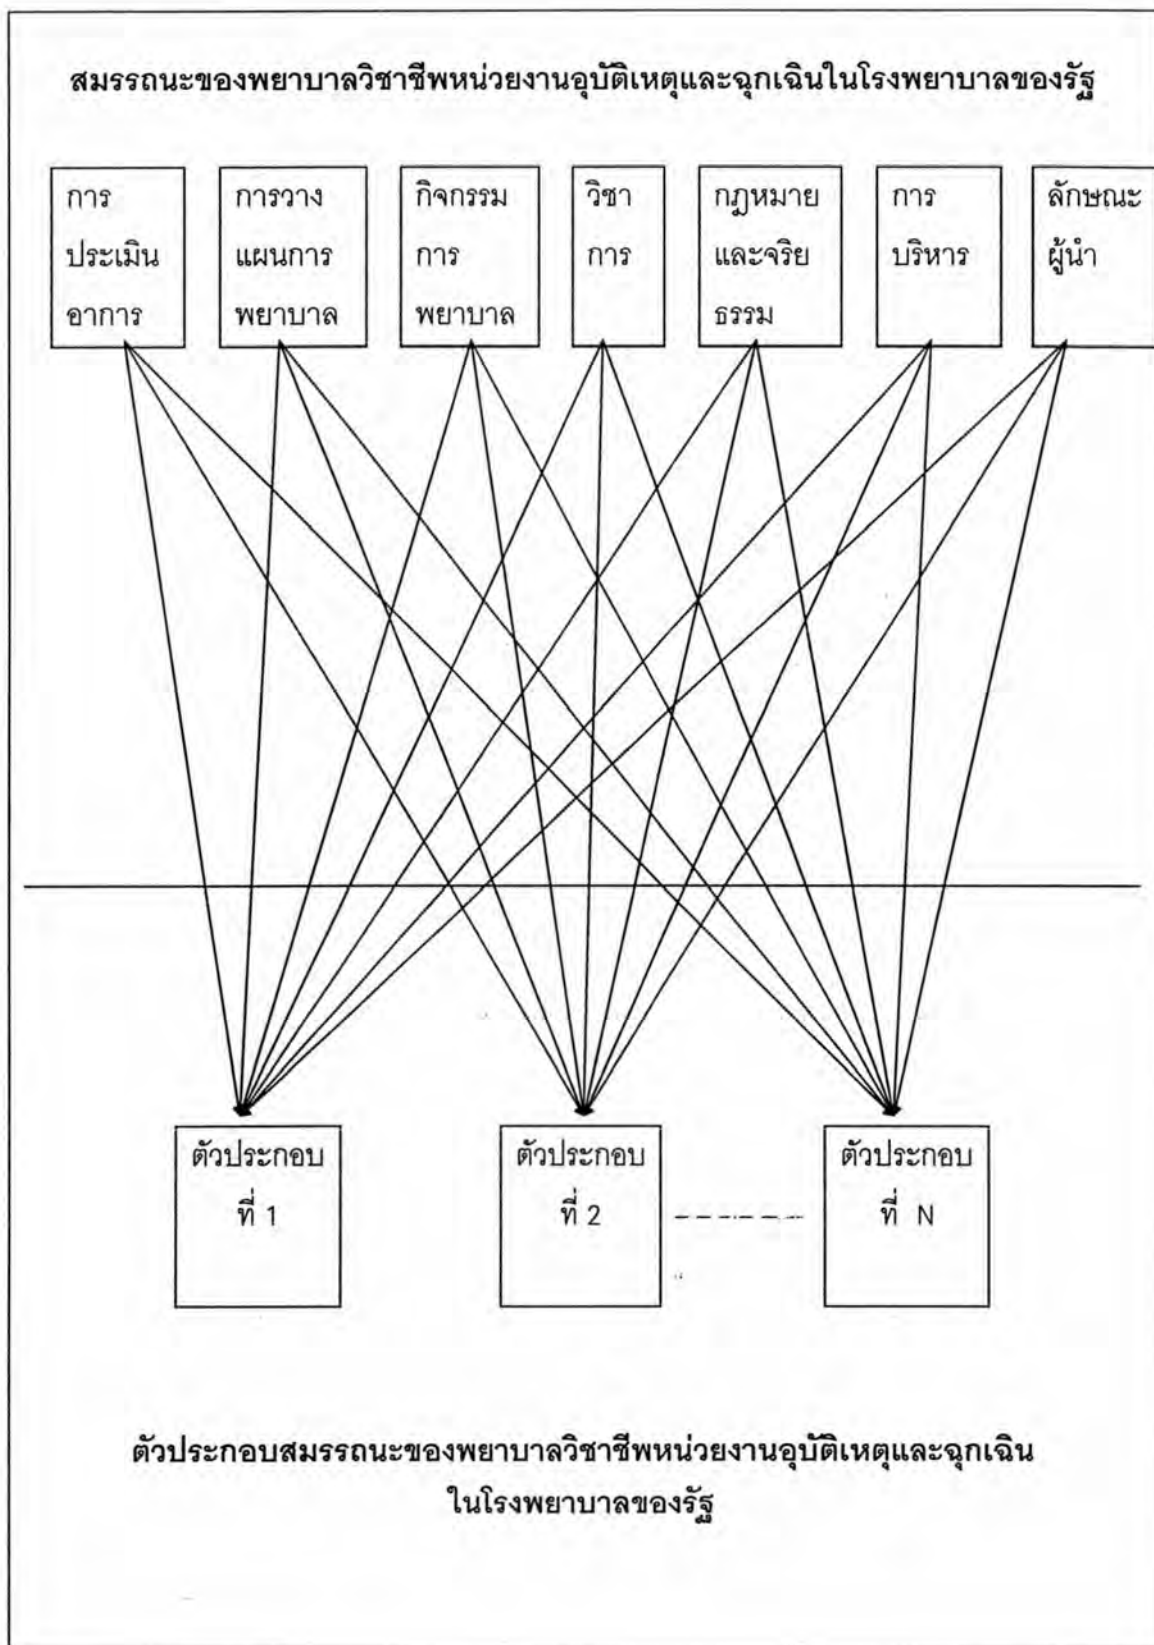 สมรรถนะของพยาบาลวิชาชีพหน่วยงานอุบัติเหตุและฉุกเฉินในโรงพยาบาลของรัฐ
การ
ประเมิน
อาการ
การวาง
แผนการ
พยาบาล
กิจกรรม
การ
พยาบาล
วิชา
การ
กฎหมาย
และจริย
ธรรม
การ
บริหาร
ลักษณะ
ผู้นำ
ตัวประกอบ
ที่ 1
ตัวประกอบ
ที่ 2
ตัวประกอบ
ที่ N
ตัวประกอบสมรรถนะของพยาบาลวิชาชีพหน่วยงานอุบัติเหตุและฉุกเฉิน
ในโรงพยาบาลของรัฐ